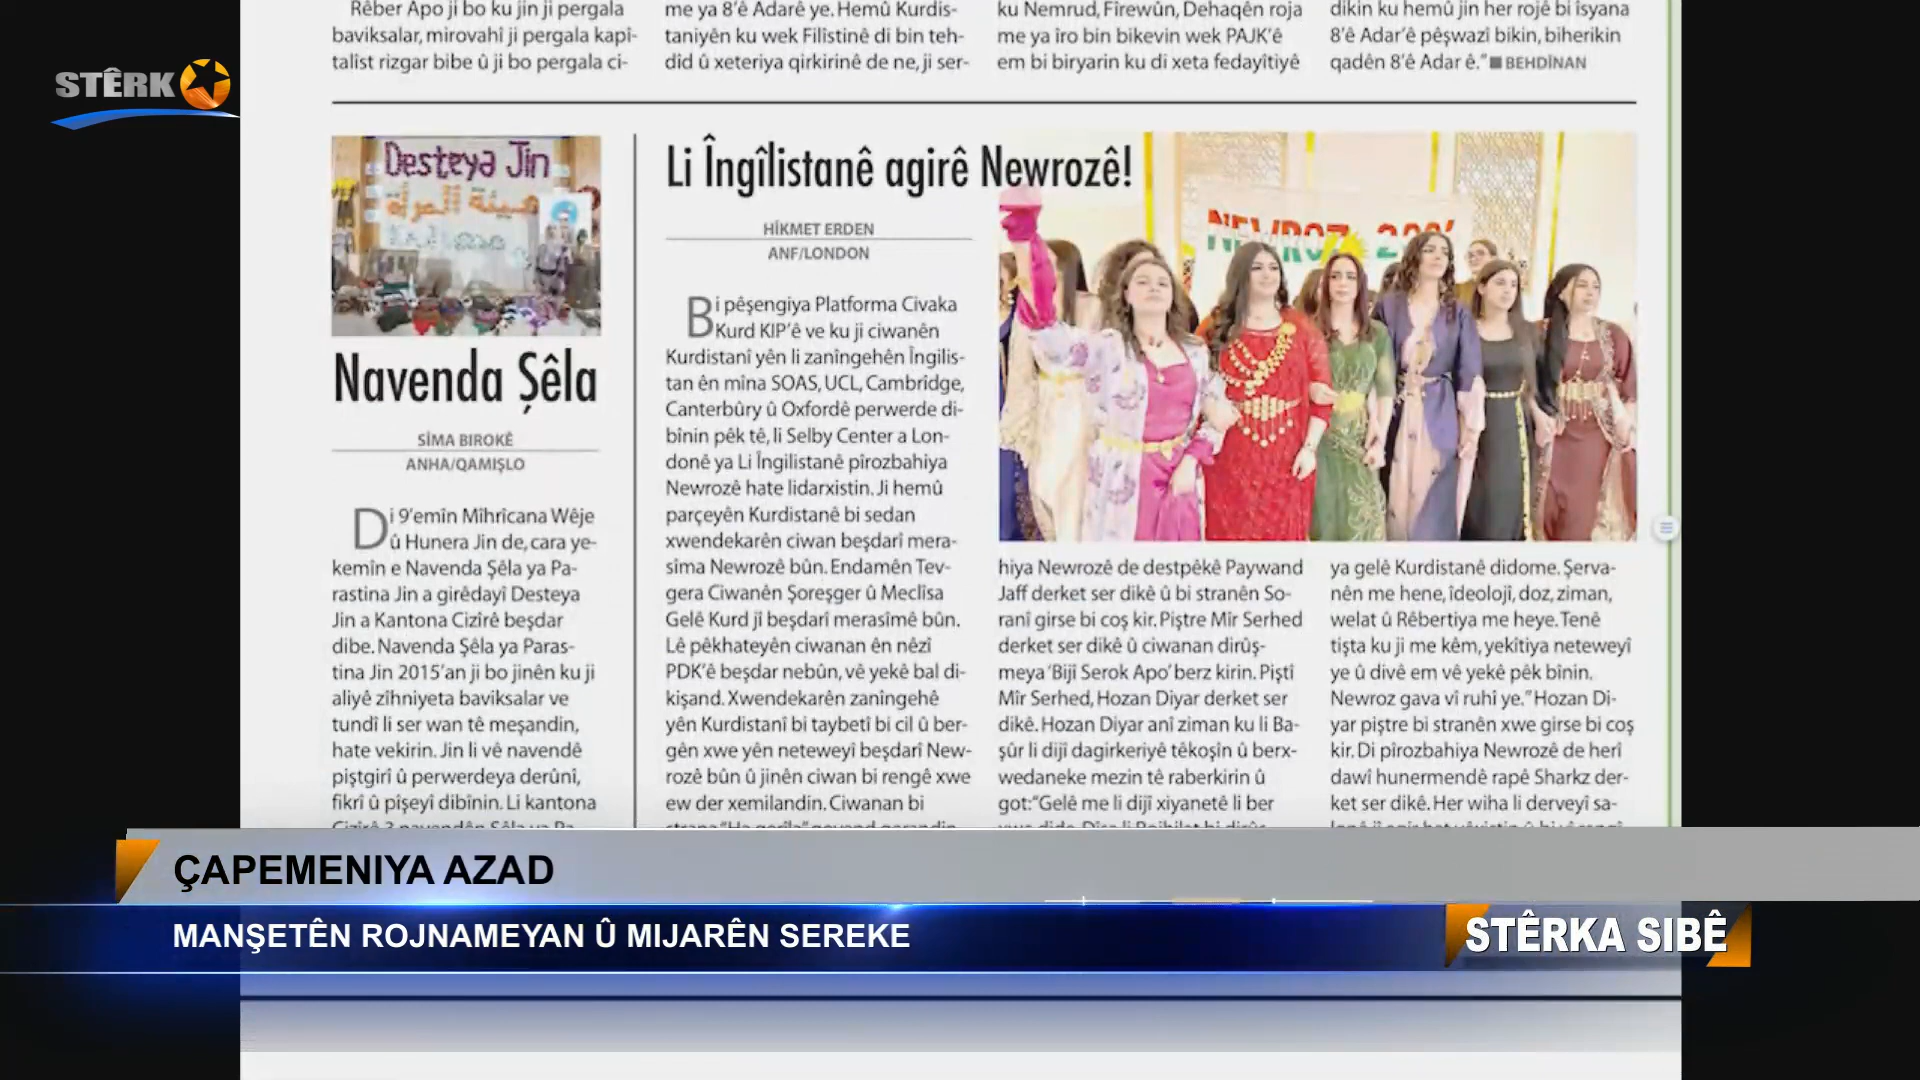 Rêber Apo ji bo ku jin ji pergala
baviksalar, mirovahî ji pergala kapî-
talîst rizgar bibe û ji bo pergala ci-
me ya 8'ê Adarê ye. Hemû Kurdis-
taniyên ku wek Filîstînê di bin teh-
dîd û xeteriya qirkirinê de ne, ji ser-
ku Nemrud, Fîrewûn, Dehaqên roja
me ya îro bin bikevin wek PAJK'ê
em bi biryarin ku di xeta fedayîtiyê
dikin ku hemû jin her rojê bi îsyana
8'ê Adar'ê pêşwazî bikin, biherikin
qadên 8'ê Adar ê." ■ BEHDÎNAN
STÊRK
Desteya Jin
هيئة المرأة
Navenda Şêla
SÎMA BIROKÊ
ANHA/QAMIŞLO
Di 9'emîn Mîhrîcana Wêje
û Hunera Jin de, cara ye-
kemîn e Navenda Şêla ya Pa-
rastina Jin a girêdayî Desteya
Jin a Kantona Cizîrê beşdar
dibe. Navenda Şêla ya Paras-
tina Jin 2015'an ji bo jinên ku ji
aliyê zîhniyeta baviksalar ve
tundî li ser wan tê meşandin,
hate vekirin. Jin li vê navendê
piştgirî û perwerdeya derûnî,
fikrî û pîşeyî dibînin. Li kantona
Cizîrê 3 navendên Şêla ya Pa-
Li Îngîlistanê agirê Newrozê!
HÎKMET ERDEN
ANF/LONDON
Bi pêşengiya Platforma Civaka
Kurd KIP'ê ve ku ji ciwanên
Kurdistanî yên li zanîngehên Îngilis-
tan ên mîna SOAS, UCL, Cambridge,
Canterbûry û Oxfordê perwerde di-
bînin pêk tê, li Selby Center a Lon-
donê ya Li Îngilistanê pîrozbahiya
Newrozê hate lidarxistin. Ji hemû
parçeyên Kurdistanê bi sedan
xwendekarên ciwan beşdarî mera-
sîma Newrozê bûn. Endamên Tev-
gera Ciwanên Şoreşger û Meclîsa
Gelê Kurd jî beşdarî merasîmê bûn.
Lê pêkhateyên ciwanan ên nêzî
PDK'ê beşdar nebûn, vê yekê bal di-
kişand. Xwendekarên zanîngehê
yên Kurdistanî bi taybetî bi cil û ber-
gên xwe yên neteweyî beşdarî New-
rozê bûn û jinên ciwan bi rengê xwe
ew der xemilandin. Ciwanan bi
NEWROZ
hiya Newrozê de destpêkê Paywand
Jaff derket ser dikê û bi stranên So-
ranî girse bi coş kir. Piştre Mîr Serhed
derket ser dikê û ciwanan dirûş-
meya 'Bijî Serok Apo' berz kirin. Piştî
Mîr Serhed, Hozan Diyar derket ser
dikê. Hozan Diyar anî ziman ku li Ba-
şûr li dijî dagirkeriyê têkoşîn û berx-
wedaneke mezin tê raberkirin û
got: "Gelê me li dijî xiyanetê li ber
ya gelê Kurdistanê didome. Şerva-
nên me hene, îdeolojî, doz, ziman,
welat û Rêbertiya me heye. Tenê
tişta ku ji me kêm, yekîtiya neteweyî
ye û divê em vê yekê pêk bînin.
Newroz gava vî ruhî ye." Hozan Di-
yar piştre bi stranên xwe girse bi coş
kir. Di pîrozbahiya Newrozê de herî
dawî hunermendê rapê Sharkz der-
ket ser dikê. Her wiha li derveyî sa-
ÇAPEMENIYA AZAD
MANŞETÊN ROJNAMEYAN Û MIJARÊN SEREKE
STÊRKA SIBÊ